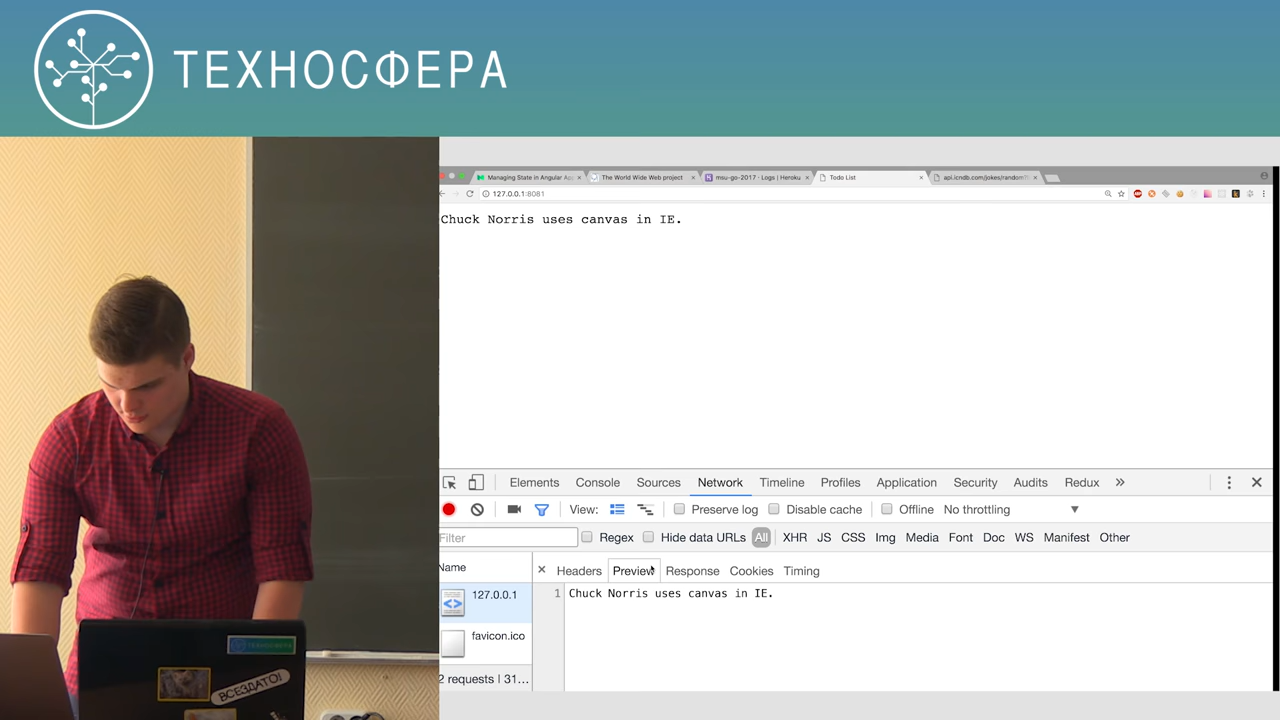 ТЕХНОСФЕРА
Managing State in Angular Ap
The World Wide Web project
msu-go-2017 · Logs | Heroku
Todo List
api.icndb.com/jokes/random?
127.0.0.1:8081
Chuck Norris uses canvas in IE.
Elements Console Sources Network Timeline Profiles Application Security Audits Redux »
View: Preserve log Disable cache Offline No throttling
Filter Regex Hide data URLs All XHR JS CSS Img Media Font Doc WS Manifest Other
Name Headers Preview Response Cookies Timing
127.0.0.1
1 Chuck Norris uses canvas in IE.
favicon.ico
2 requests | 31...
ТЕХНОСФЕРА
ВСЕЗДАТО!